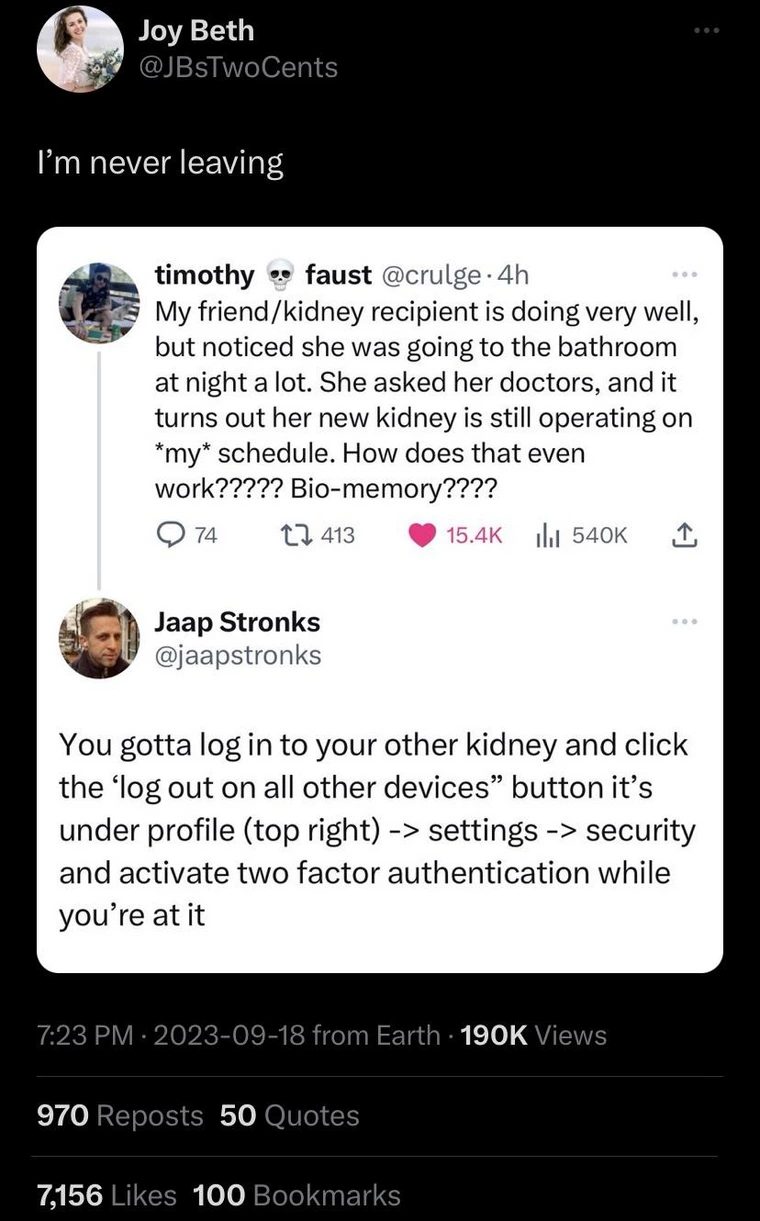 Joy Beth
@JBsTwoCents
I’m never leaving
timothy 💀 faust @crulge · 4h
My friend/kidney recipient is doing very well,
but noticed she was going to the bathroom
at night a lot. She asked her doctors, and it
turns out her new kidney is still operating on
*my* schedule. How does that even
work????? Bio-memory????
74 413 15.4K 540K
Jaap Stronks
@jaapstronks
You gotta log in to your other kidney and click
the ‘log out on all other devices” button it’s
under profile (top right) -> settings -> security
and activate two factor authentication while
you’re at it
7:23 PM · 2023-09-18 from Earth · 190K Views
970 Reposts 50 Quotes
7,156 Likes 100 Bookmarks